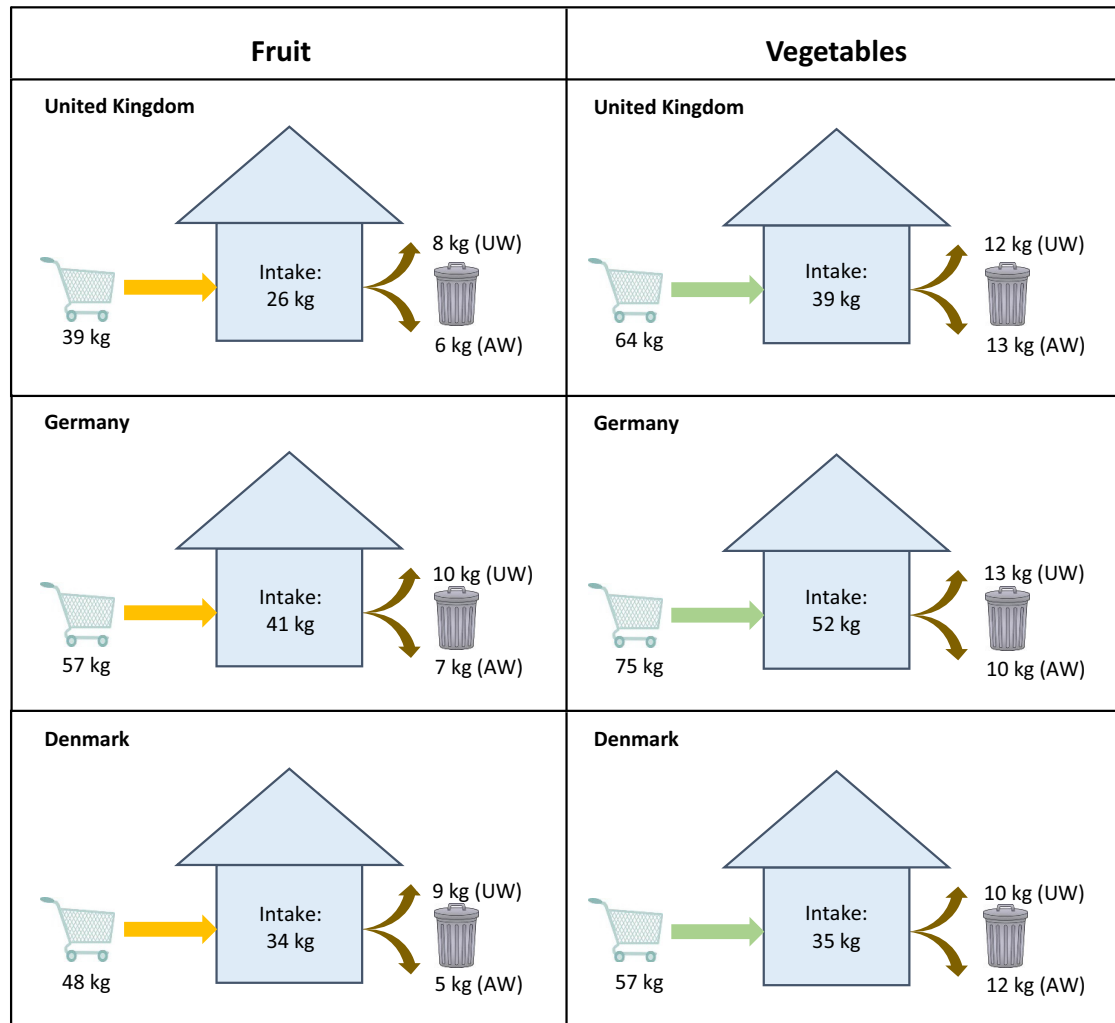 Fruit
Vegetables
United Kingdom
39 kg
Intake:
26 kg
8 kg (UW)
6 kg (AW)
United Kingdom
64 kg
Intake:
39 kg
12 kg (UW)
13 kg (AW)
Germany
57 kg
Intake:
41 kg
10 kg (UW)
7 kg (AW)
Germany
75 kg
Intake:
52 kg
13 kg (UW)
10 kg (AW)
Denmark
48 kg
Intake:
34 kg
9 kg (UW)
5 kg (AW)
Denmark
57 kg
Intake:
35 kg
10 kg (UW)
12 kg (AW)